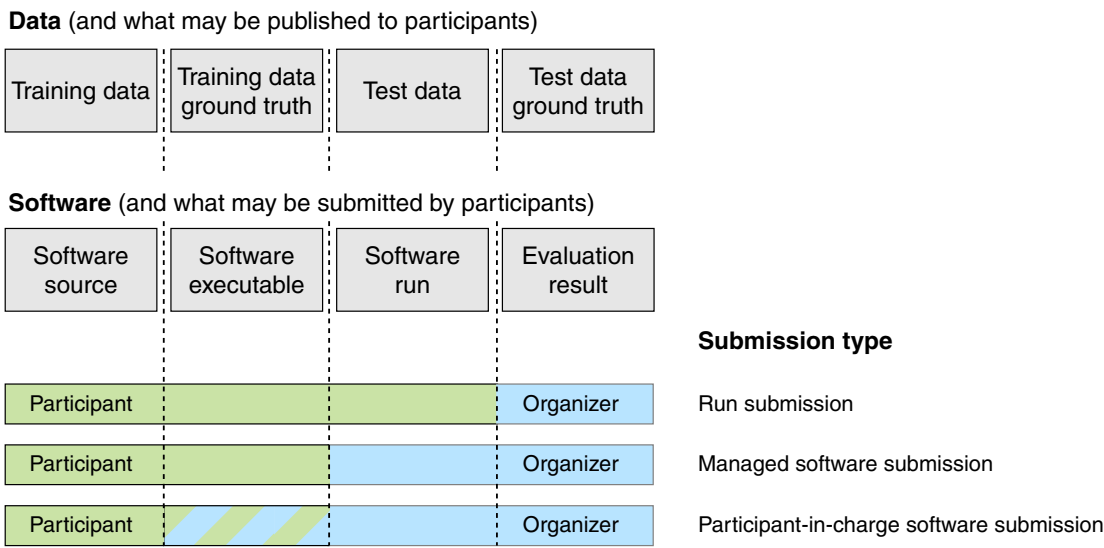 Data (and what may be published to participants)
Training data
Training data
ground truth
Test data
Test data
ground truth
Software (and what may be submitted by participants)
Software
source
Software
executable
Software
run
Evaluation
result
Submission type
Participant
Organizer
Run submission
Participant
Organizer
Managed software submission
Participant
Organizer
Participant-in-charge software submission